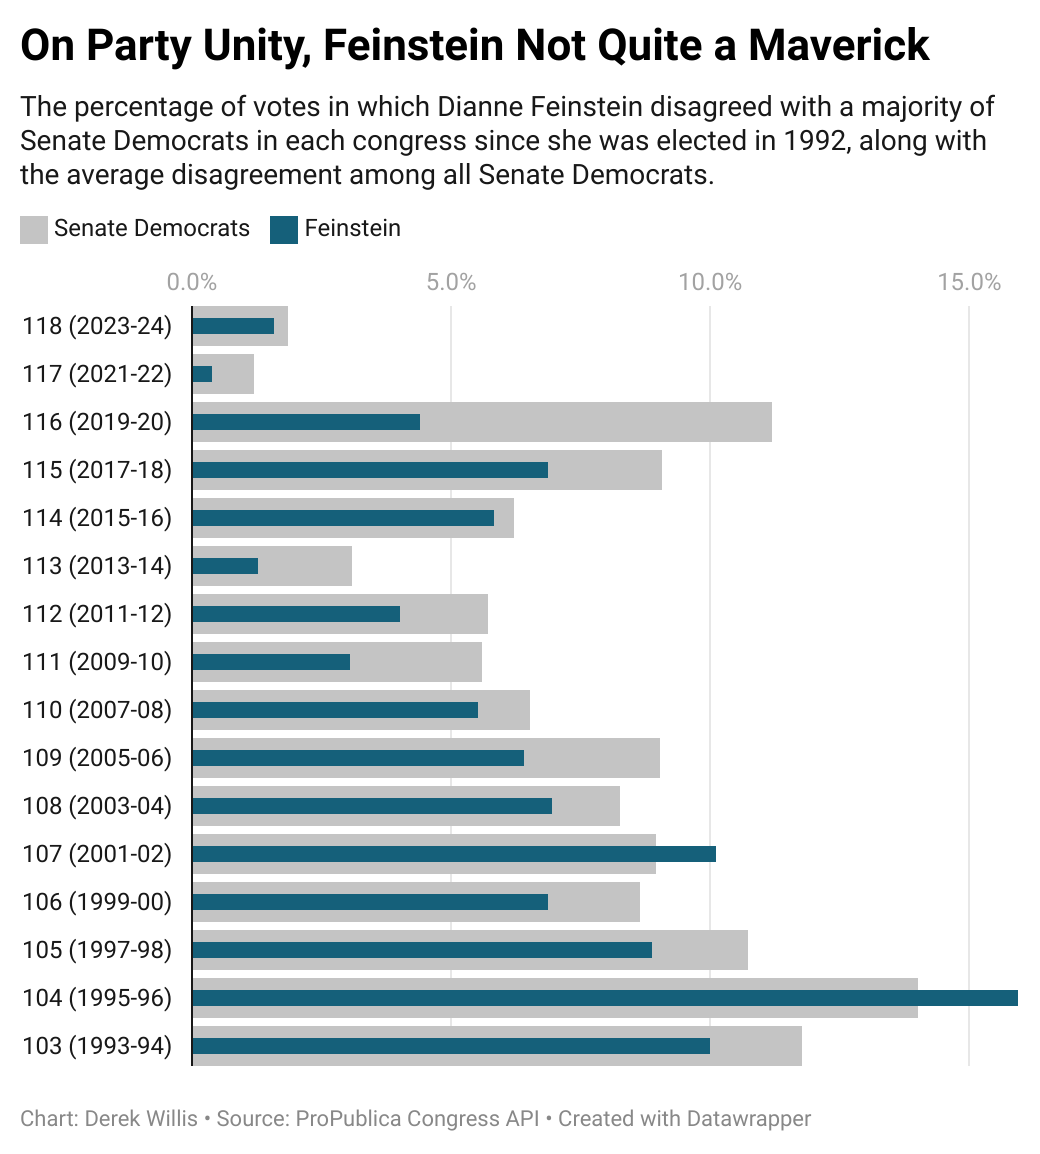 On Party Unity, Feinstein Not Quite a Maverick
The percentage of votes in which Dianne Feinstein disagreed with a majority of
Senate Democrats in each congress since she was elected in 1992, along with
the average disagreement among all Senate Democrats.
Senate Democrats Feinstein
0.0% 5.0% 10.0% 15.0%
118 (2023-24)
117 (2021-22)
116 (2019-20)
115 (2017-18)
114 (2015-16)
113 (2013-14)
112 (2011-12)
111 (2009-10)
110 (2007-08)
109 (2005-06)
108 (2003-04)
107 (2001-02)
106 (1999-00)
105 (1997-98)
104 (1995-96)
103 (1993-94)
Chart: Derek Willis • Source: ProPublica Congress API • Created with Datawrapper